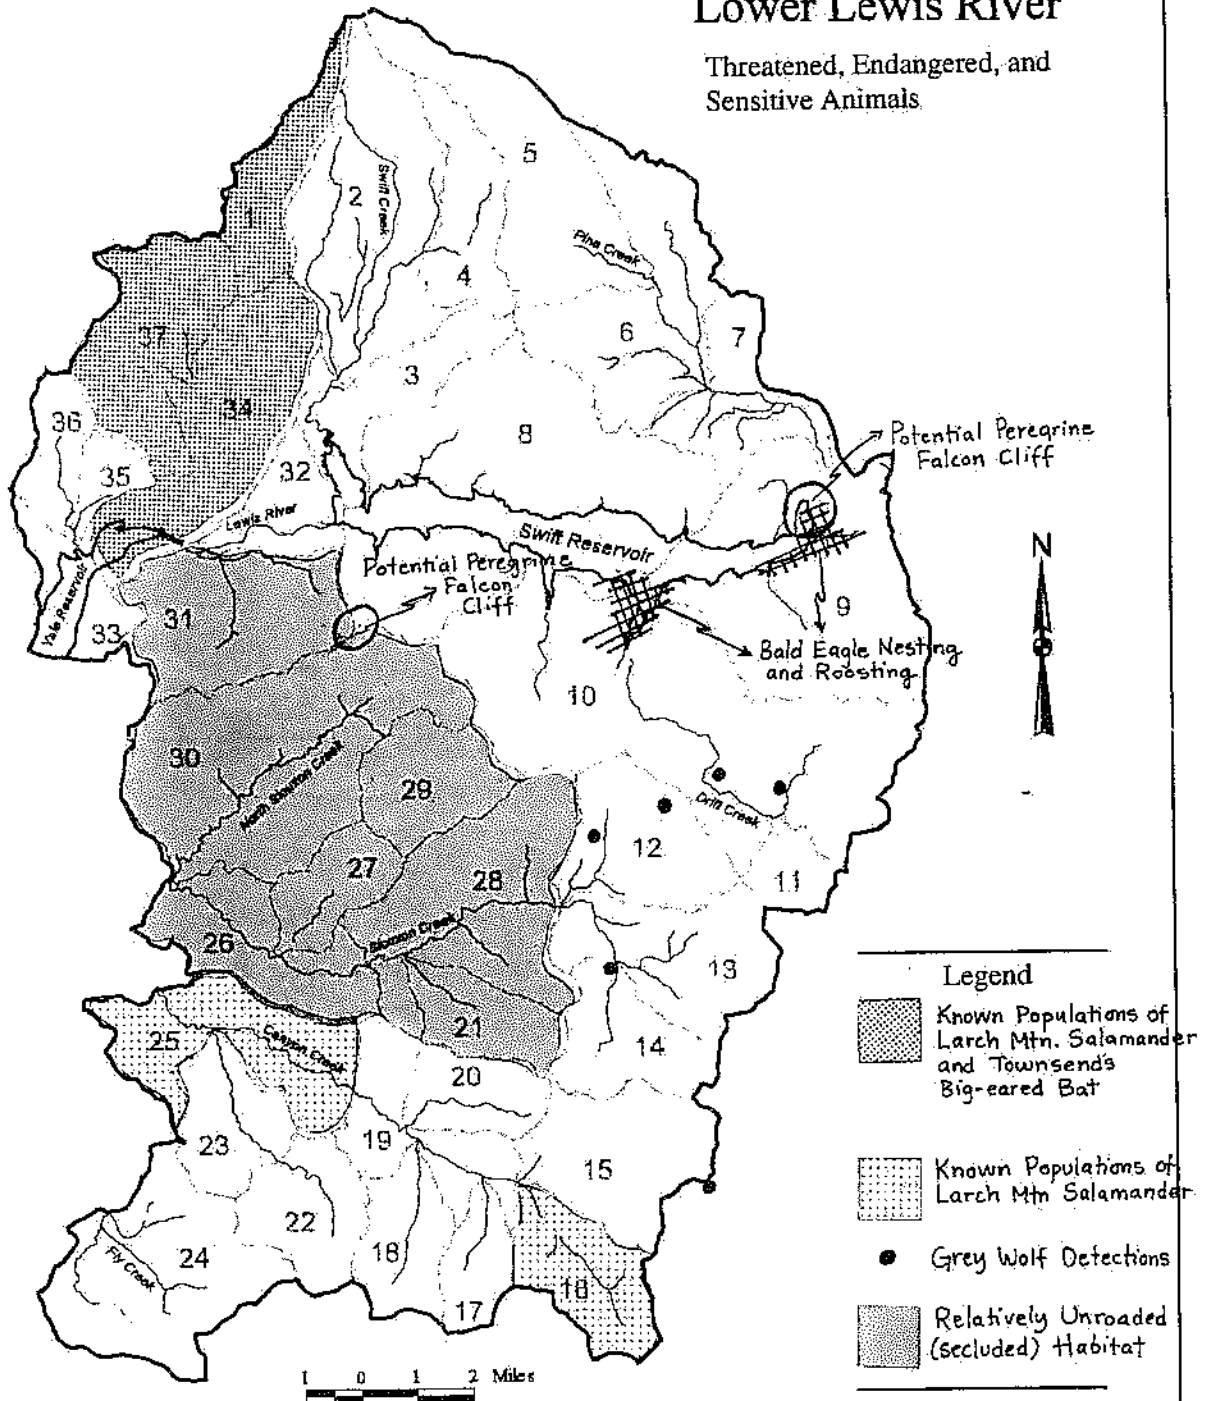 Lower Lewis River
Threatened, Endangered, and
Sensitive Animals
5
1
2
Swift Creek
Pine Creek
4
37
6
7
3
34
36
8
Potential Peregrine
Falcon Cliff
35
32
Lewis River
Swift Reservoir
N
Potential Peregrine
Falcon
Cliff
Yale Reservoir
33
31
9
Bald Eagle Nesting
and Roosting
10
30
North Siouxon Creek
29
Drift Creek
12
27
28
11
26
Siouxon Creek
13
Legend
Known Populations of
Larch Mtn. Salamander
and Townsends
Big-eared Bat
25
Canyon Creek
21
14
20
23
19
15
Known Populations of
Larch Mtn Salamander
22
18
24
Fly Creek
Grey Wolf Detections
16
17
Relatively Unroaded
(secluded) Habitat
1 0 1 2 Miles